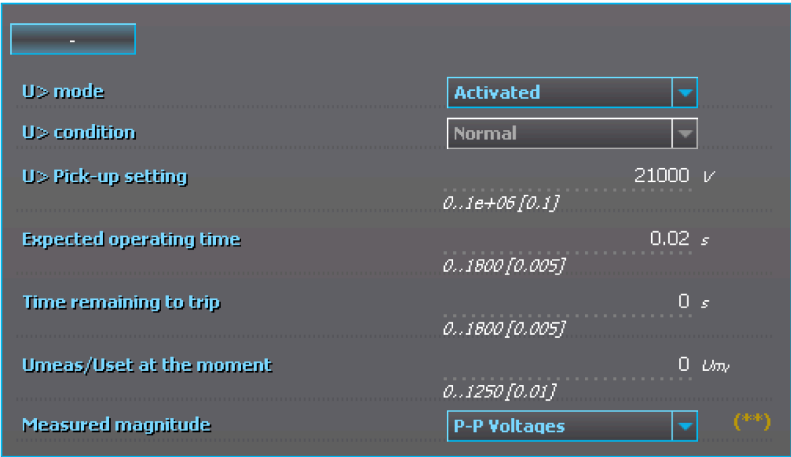 -
U> mode Activated
U> condition Normal
U> Pick-up setting 21000 V
0..1e+06 [0.1]
Expected operating time 0.02 s
0..1800 [0.005]
Time remaining to trip 0 s
0..1800 [0.005]
Umeas/Uset at the moment 0 Um/
0..1250 [0.01]
Measured magnitude P-P Voltages (**)